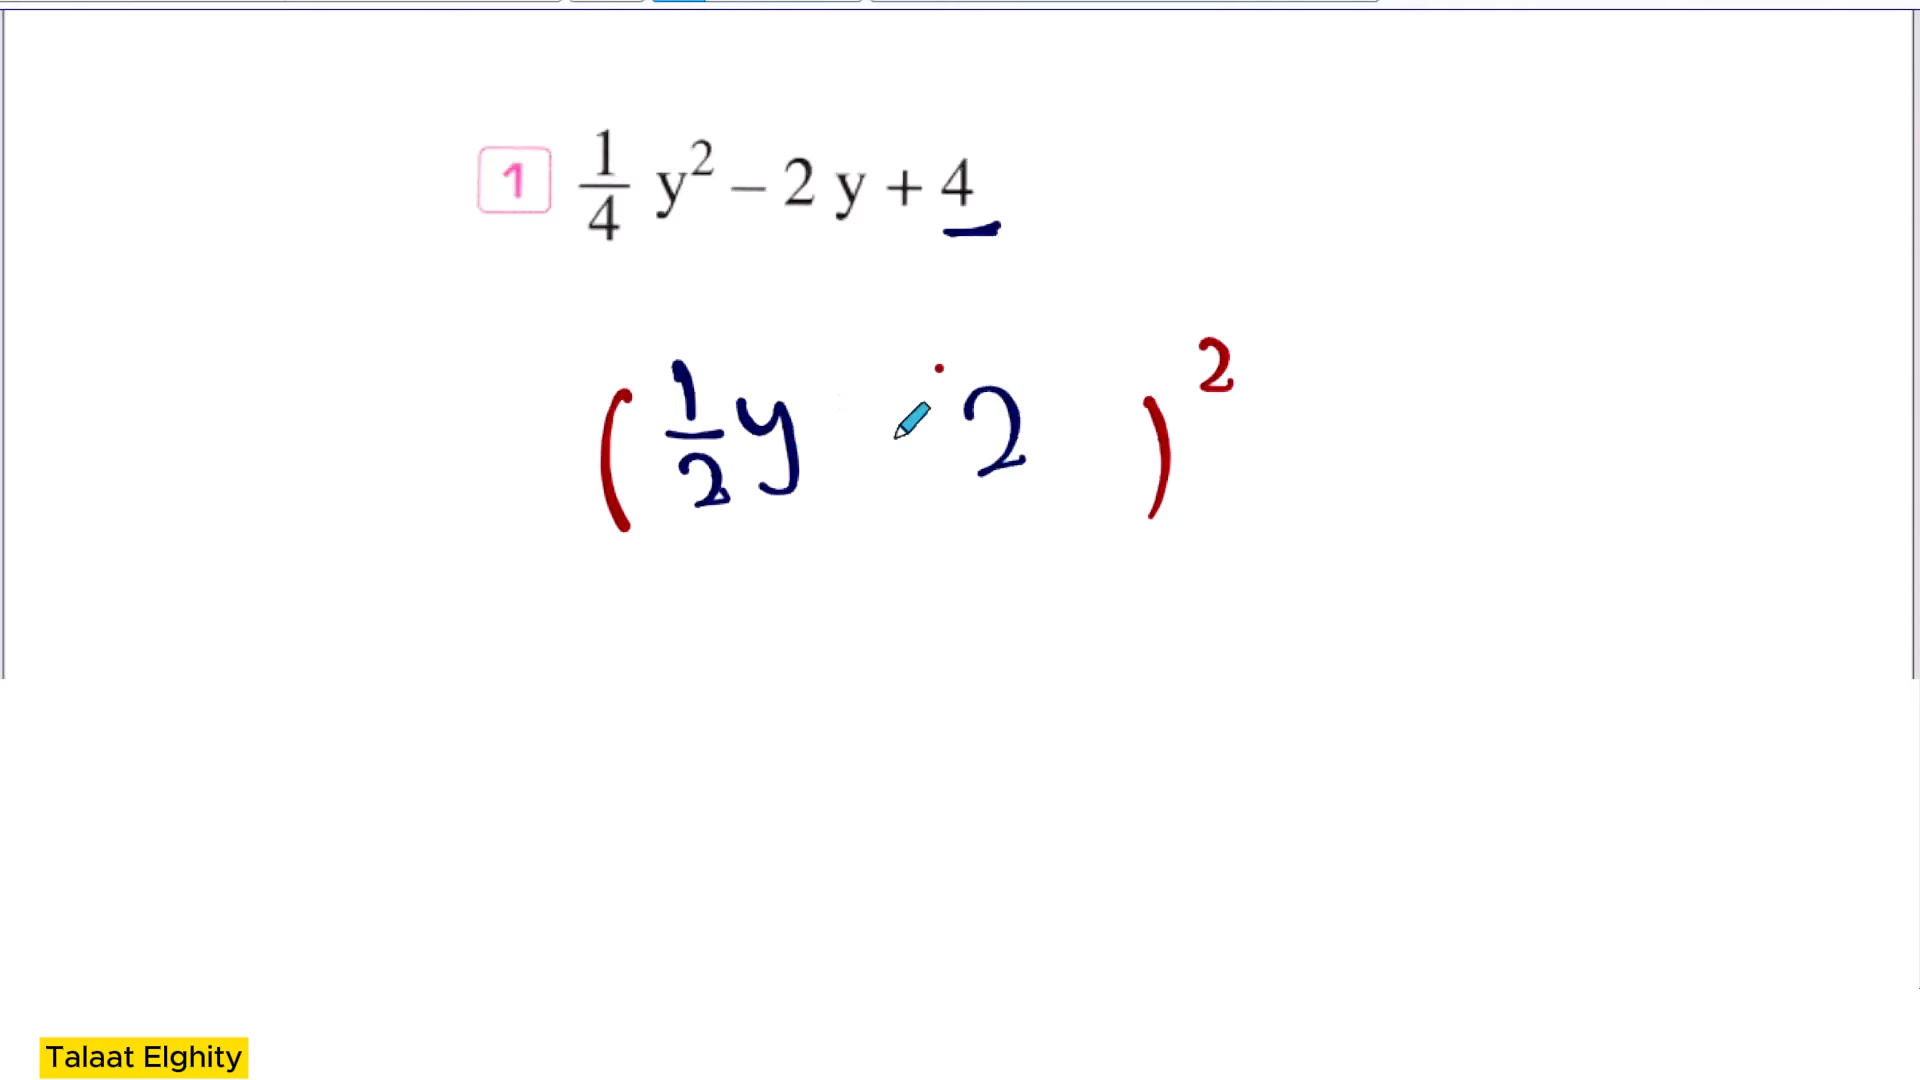 1 1/4 y² – 2 y + 4
( 1/2 y 2 )²
Talaat Elghity